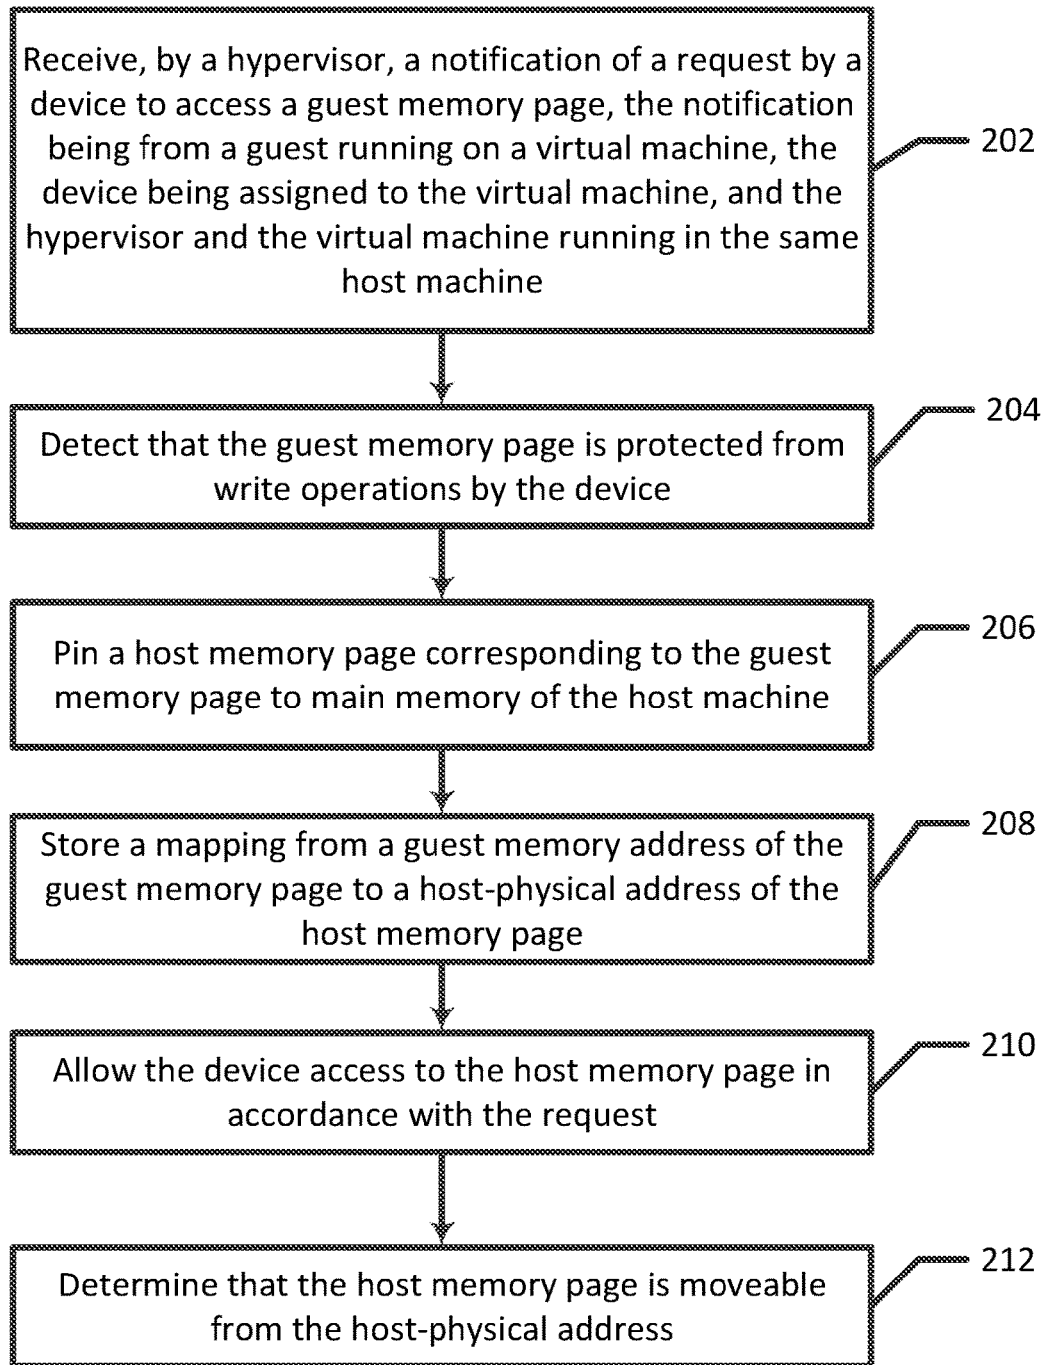 Receive, by a hypervisor, a notification of a request by a
device to access a guest memory page, the notification
being from a guest running on a virtual machine, the
device being assigned to the virtual machine, and the
hypervisor and the virtual machine running in the same
host machine
202
Detect that the guest memory page is protected from
write operations by the device
204
Pin a host memory page corresponding to the guest
memory page to main memory of the host machine
206
Store a mapping from a guest memory address of the
guest memory page to a host-physical address of the
host memory page
208
Allow the device access to the host memory page in
accordance with the request
210
Determine that the host memory page is moveable
from the host-physical address
212